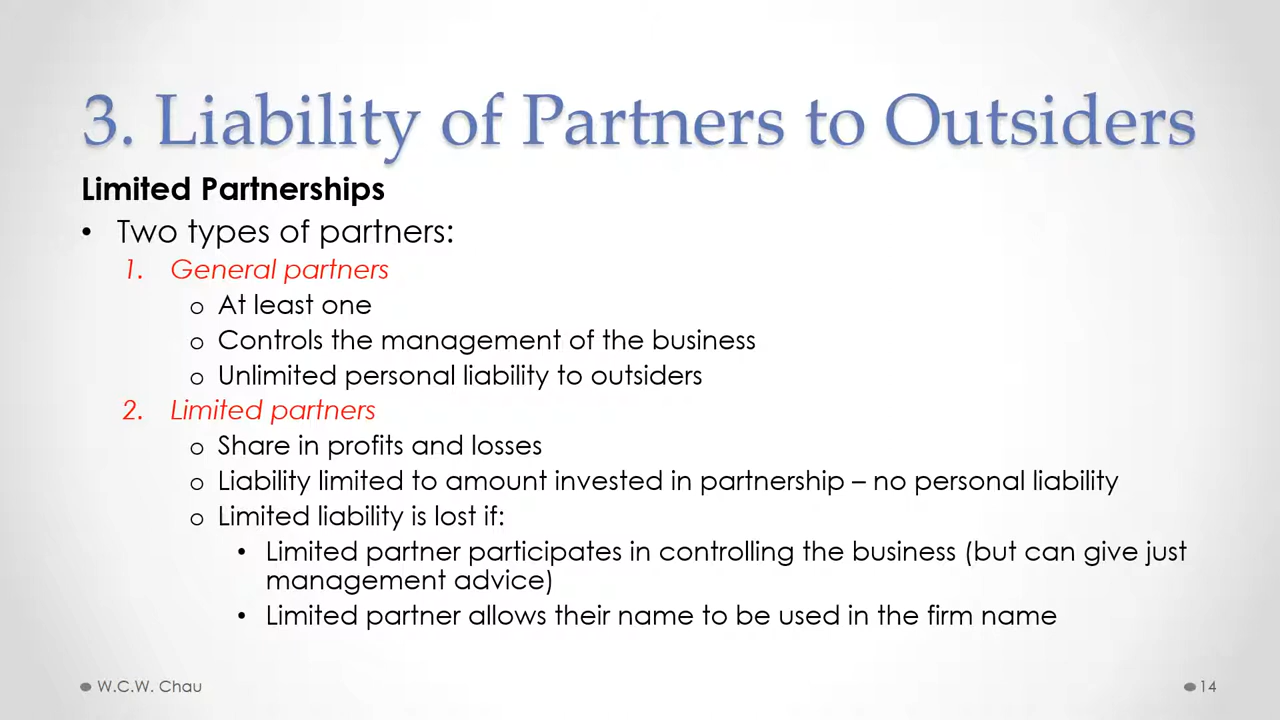 3. Liability of Partners to Outsiders
Limited Partnerships
• Two types of partners:
1. General partners
o At least one
o Controls the management of the business
o Unlimited personal liability to outsiders
2. Limited partners
o Share in profits and losses
o Liability limited to amount invested in partnership – no personal liability
o Limited liability is lost if:
• Limited partner participates in controlling the business (but can give just
management advice)
• Limited partner allows their name to be used in the firm name
● W.C.W. Chau
● 14